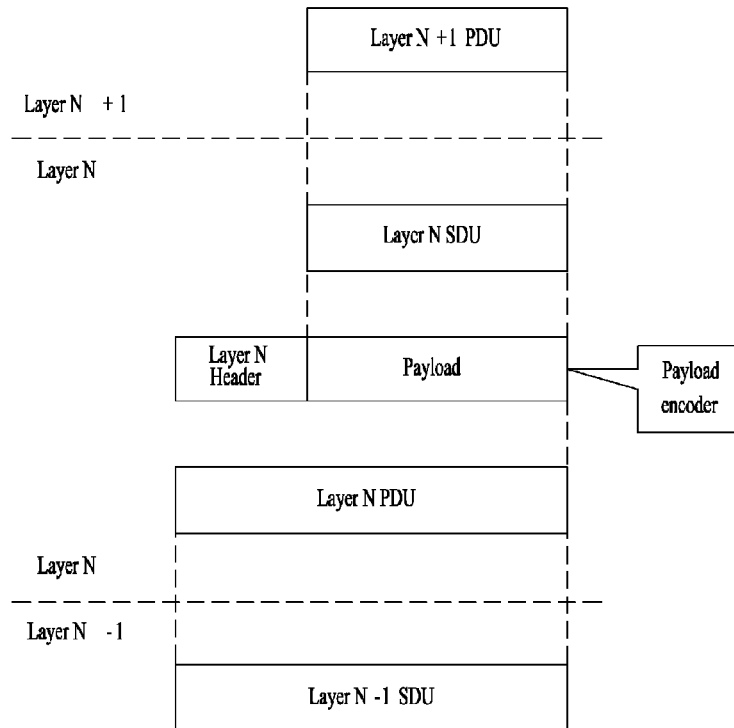 Layer N +1 PDU
Layer N + 1
Layer N
Layer N SDU
Layer N
Header
Payload
Payload
encoder
Layer N PDU
Layer N
Layer N -1
Layer N -1 SDU